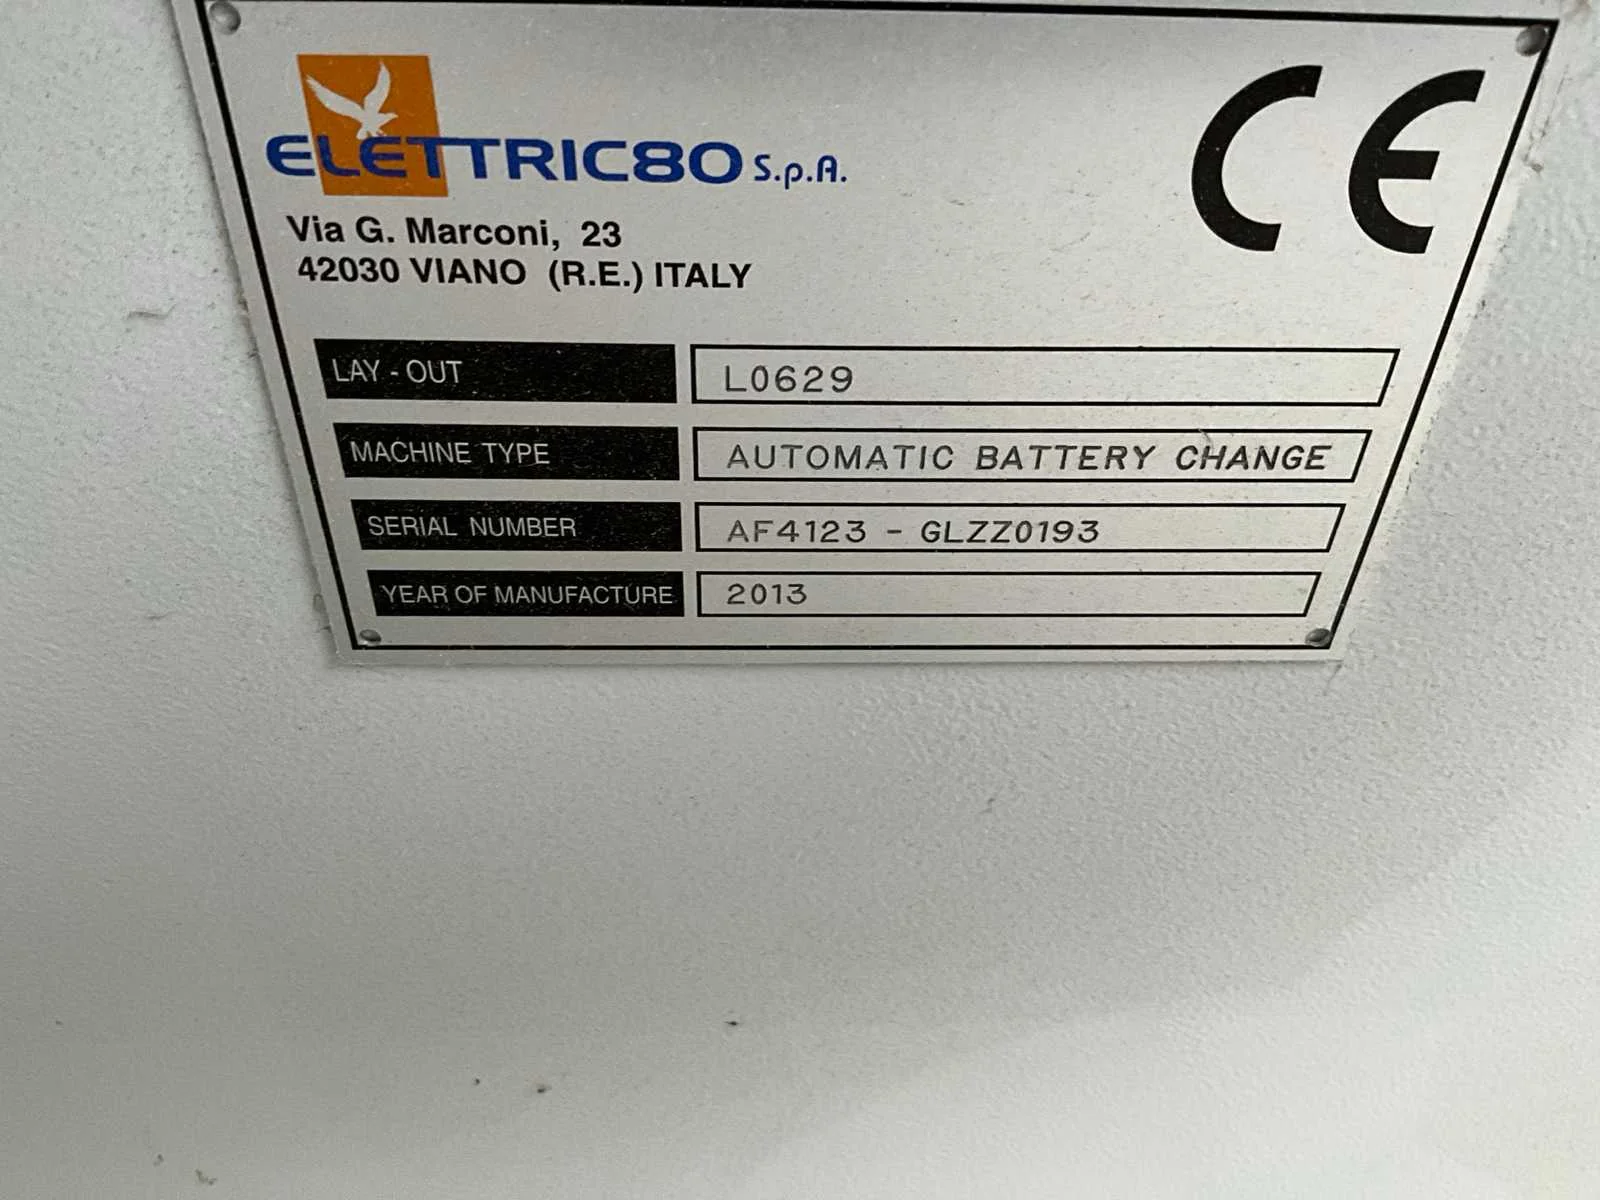 ELETTRIC80 S.p.A.
CE
Via G. Marconi, 23
42030 VIANO (R.E.) ITALY
LAY - OUT L0629
MACHINE TYPE AUTOMATIC BATTERY CHANGE
SERIAL NUMBER AF4123 - GLZZ0193
YEAR OF MANUFACTURE 2013